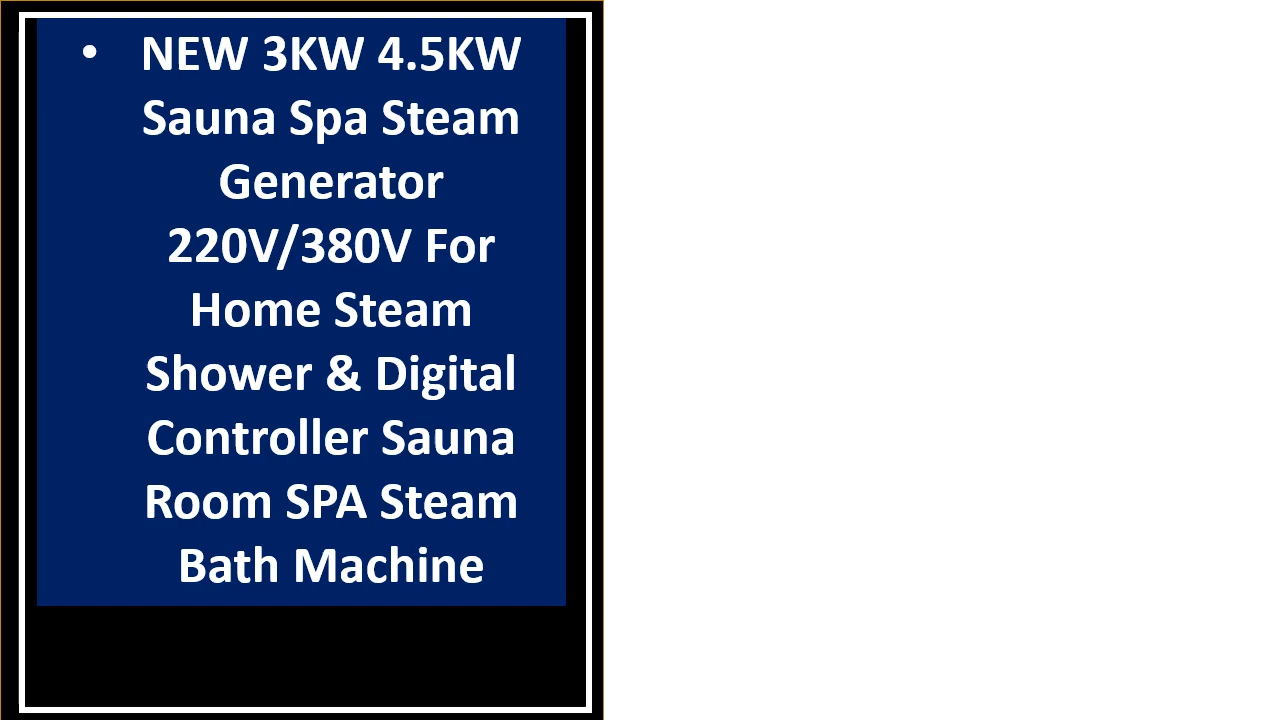 • NEW 3KW 4.5KW
Sauna Spa Steam
Generator
220V/380V For
Home Steam
Shower & Digital
Controller Sauna
Room SPA Steam
Bath Machine